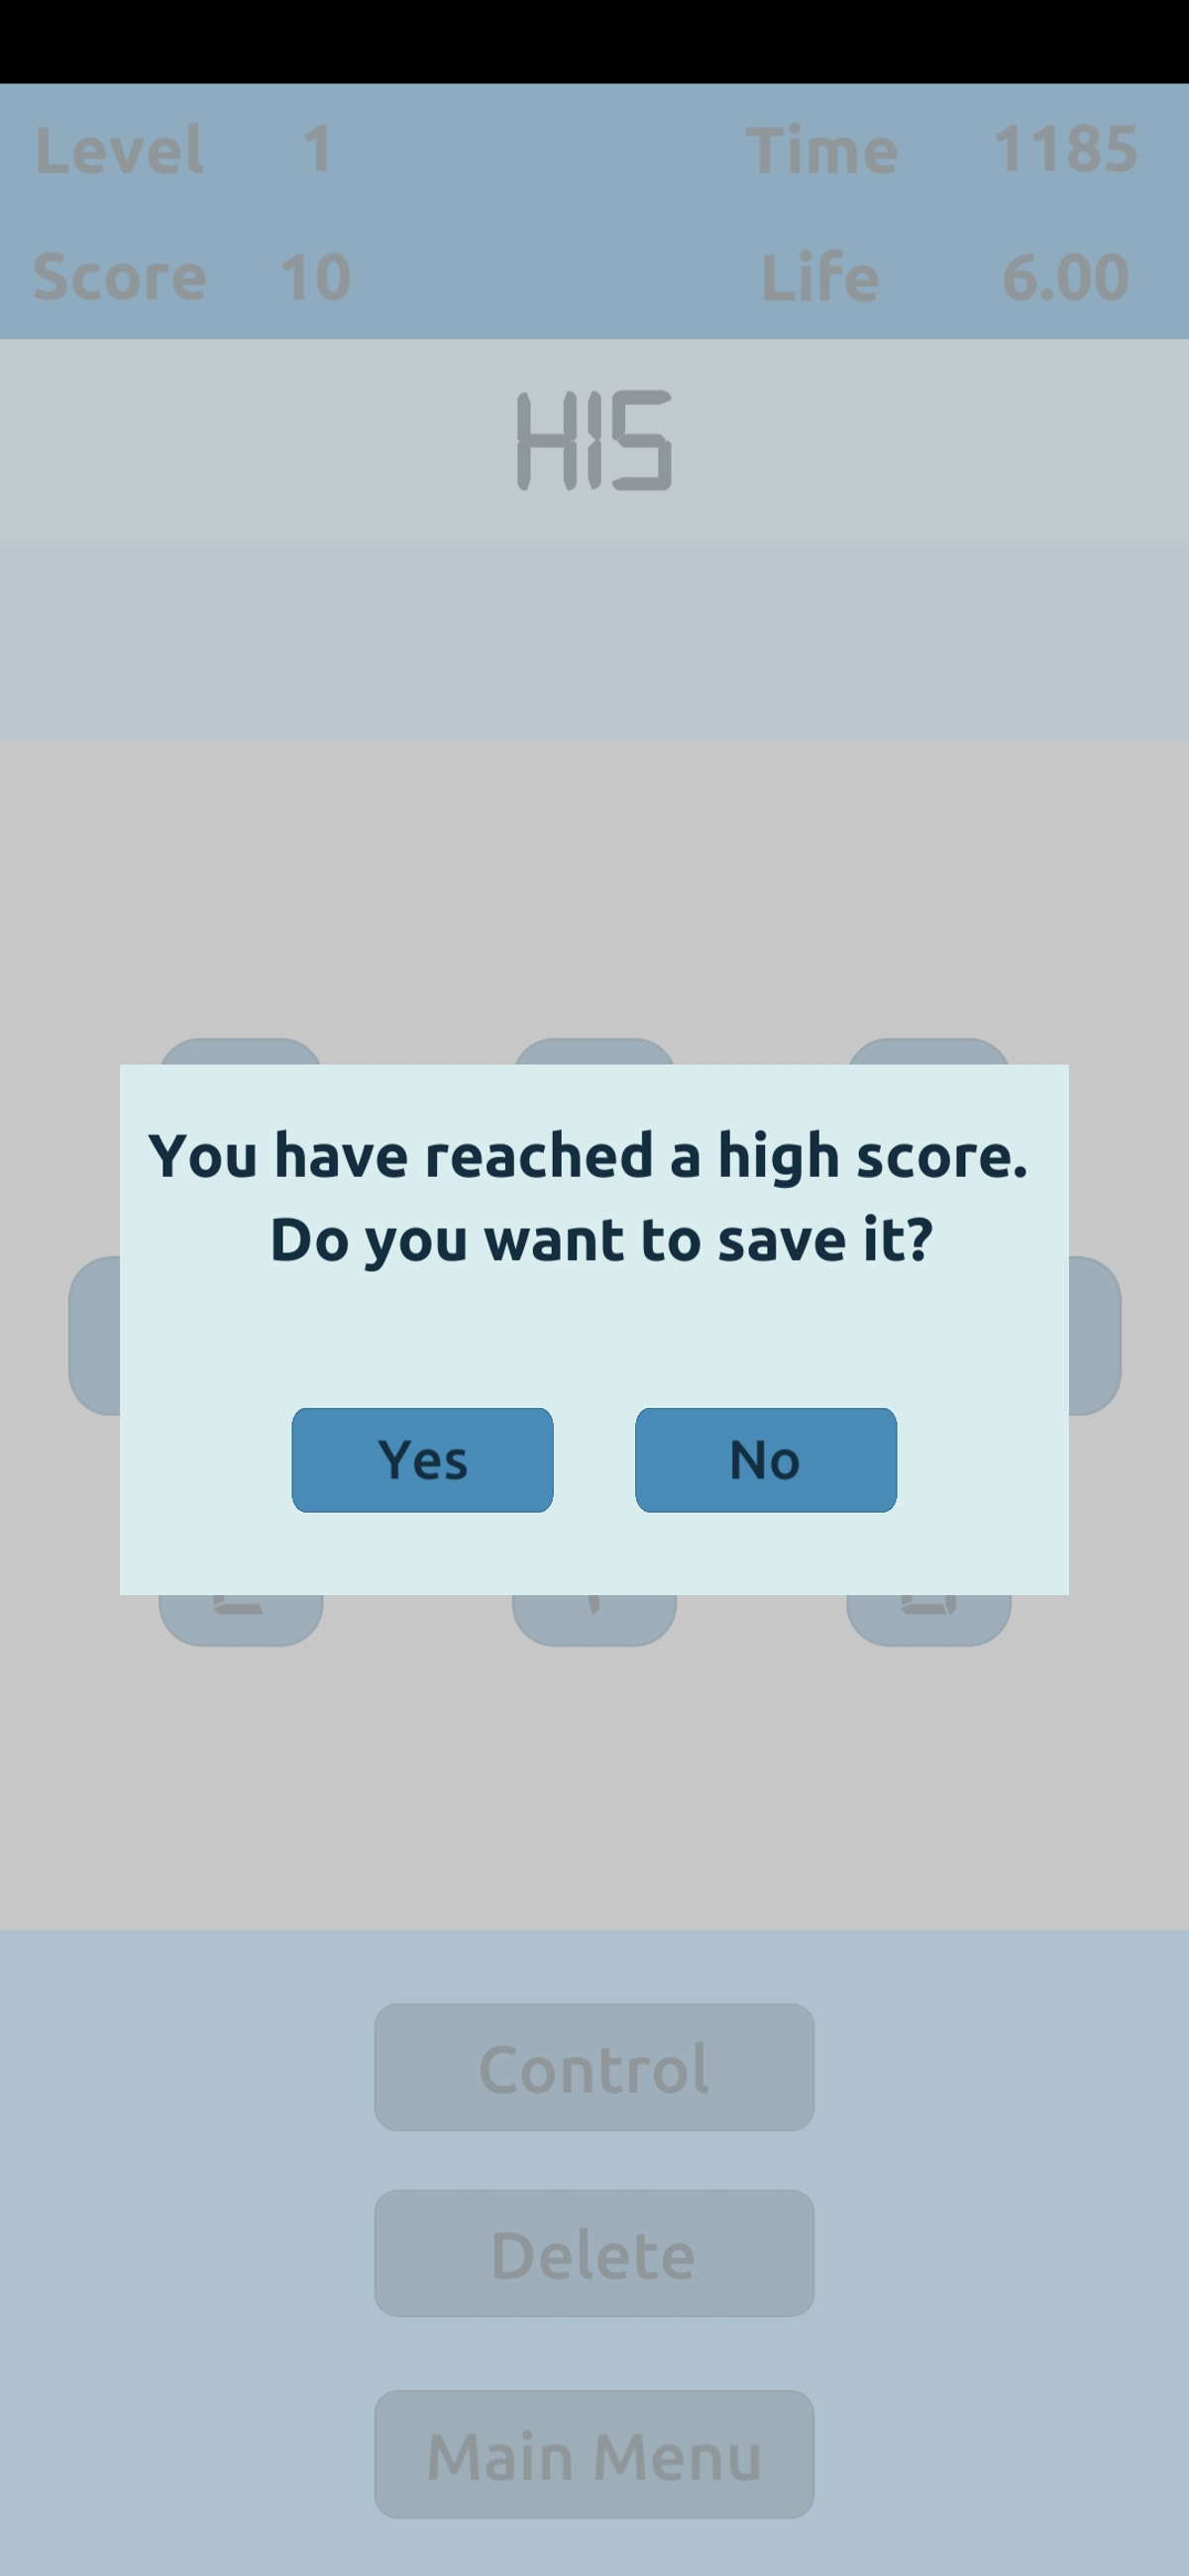 Level 1 Time 1185
Score 10 Life 6.00
HIS
You have reached a high score.
Do you want to save it?
Yes No
Control
Delete
Main Menu